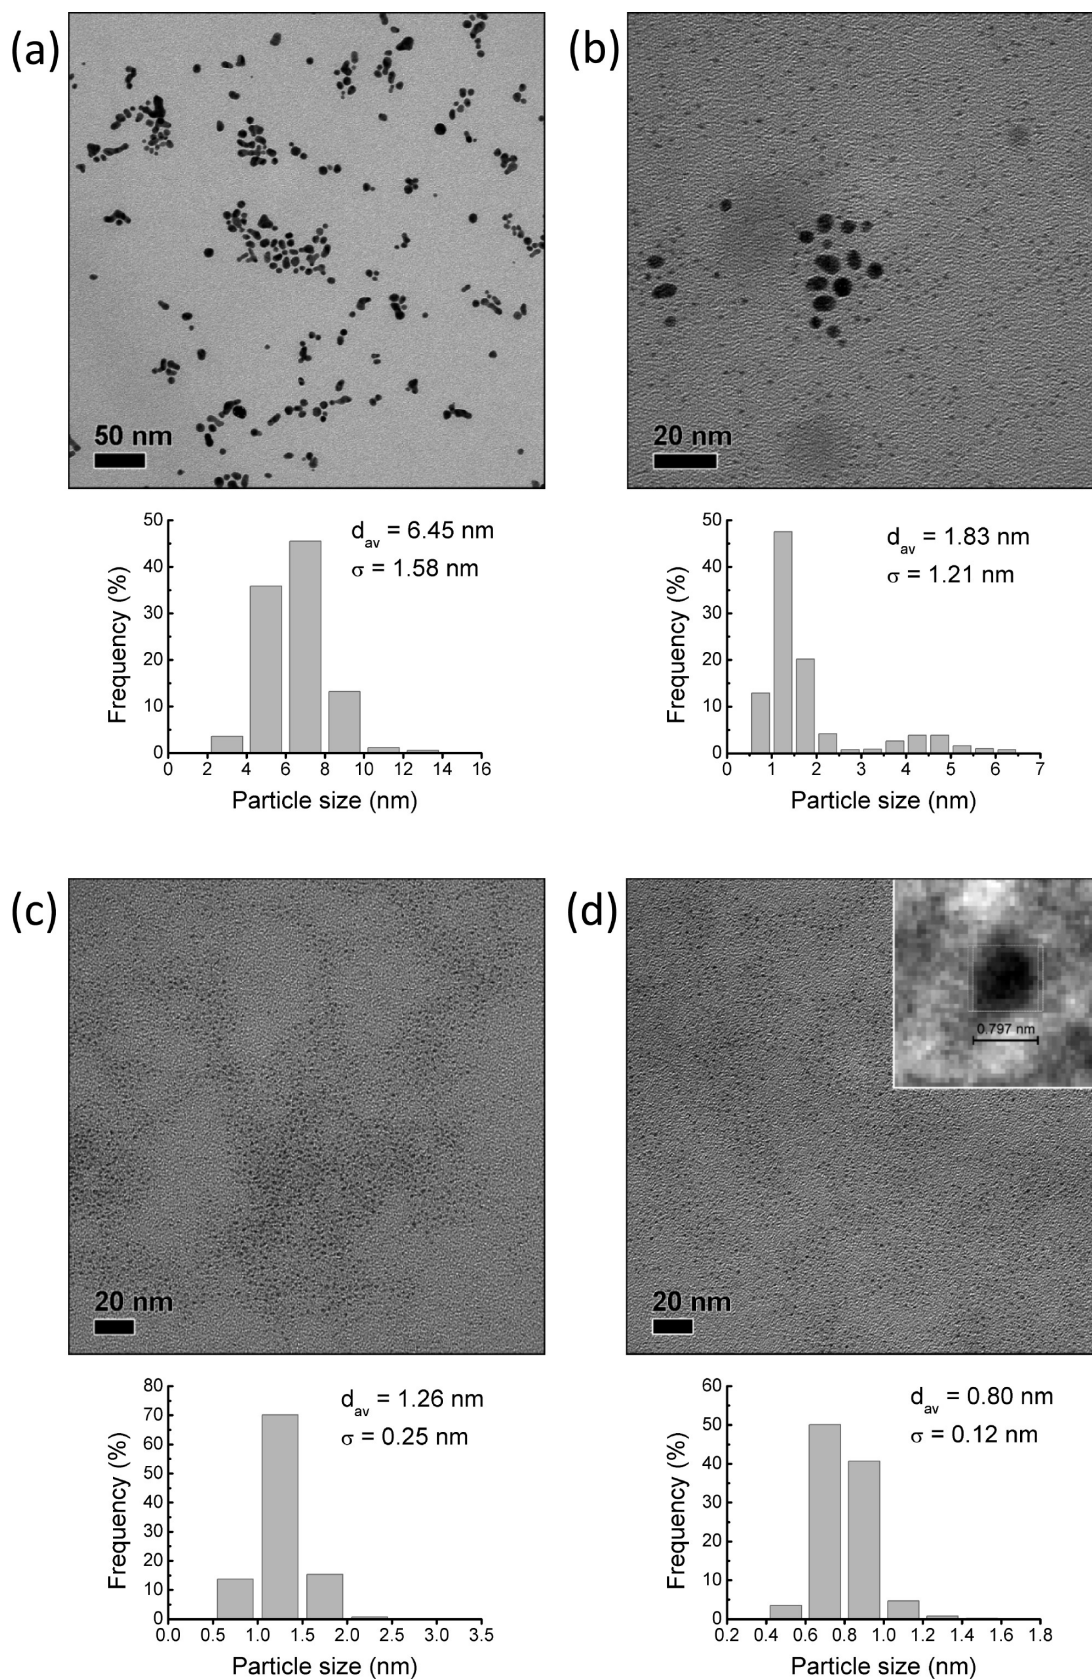 (a)
50 nm
d_av = 6.45 nm
σ = 1.58 nm
Frequency (%)
50
40
30
20
10
0
0 2 4 6 8 10 12 14 16
Particle size (nm)
(b)
20 nm
d_av = 1.83 nm
σ = 1.21 nm
Frequency (%)
50
40
30
20
10
0
0 1 2 3 4 5 6 7
Particle size (nm)
(c)
20 nm
d_av = 1.26 nm
σ = 0.25 nm
Frequency (%)
80
70
60
50
40
30
20
10
0
0.0 0.5 1.0 1.5 2.0 2.5 3.0 3.5
Particle size (nm)
(d)
0.797 nm
20 nm
d_av = 0.80 nm
σ = 0.12 nm
Frequency (%)
60
50
40
30
20
10
0
0.2 0.4 0.6 0.8 1.0 1.2 1.4 1.6 1.8
Particle size (nm)